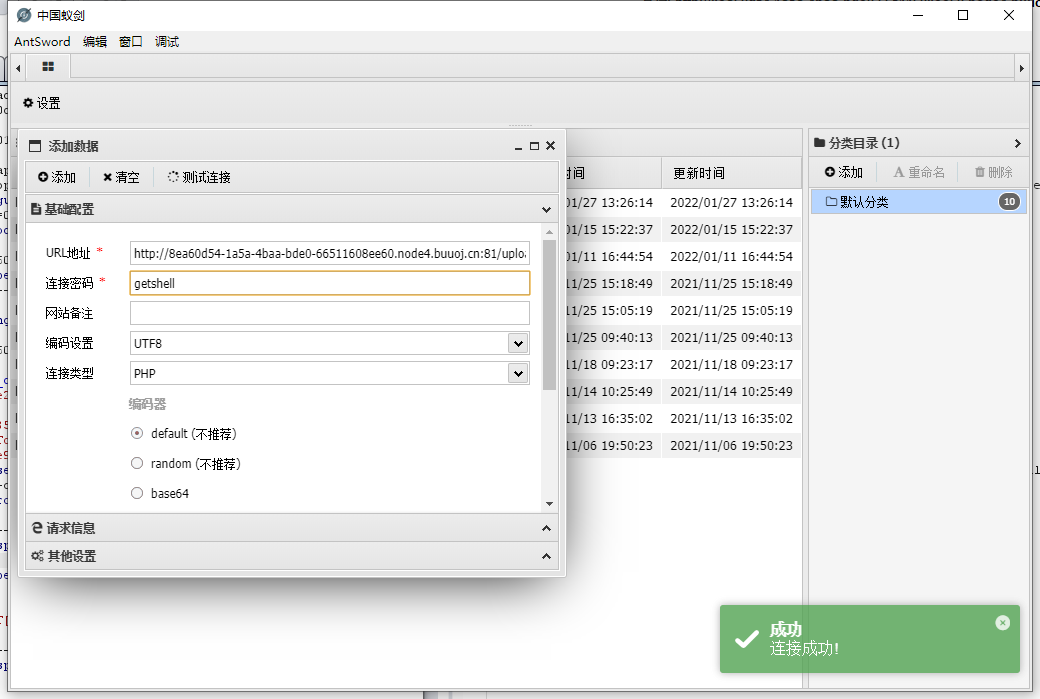 中国蚁剑
AntSword 编辑 窗口 调试
设置
添加数据
添加 清空 测试连接
基础配置
URL地址 *
http://8ea60d54-1a5a-4baa-bde0-66511608ee60.node4.buuoj.cn:81/uploa
连接密码 *
getshell
网站备注
编码设置
UTF8
连接类型
PHP
编码器
default (不推荐)
random (不推荐)
base64
请求信息
其他设置
时间 更新时间
01/27 13:26:14 2022/01/27 13:26:14
01/15 15:22:37 2022/01/15 15:22:37
01/11 16:44:54 2022/01/11 16:44:54
11/25 15:18:49 2021/11/25 15:18:49
11/25 15:05:19 2021/11/25 15:05:19
11/25 09:40:13 2021/11/25 09:40:13
11/18 09:23:17 2021/11/18 09:23:17
11/14 10:25:49 2021/11/14 10:25:49
11/13 16:35:02 2021/11/13 16:35:02
11/06 19:50:23 2021/11/06 19:50:23
分类目录 (1)
添加 重命名 删除
默认分类 10
成功
连接成功!